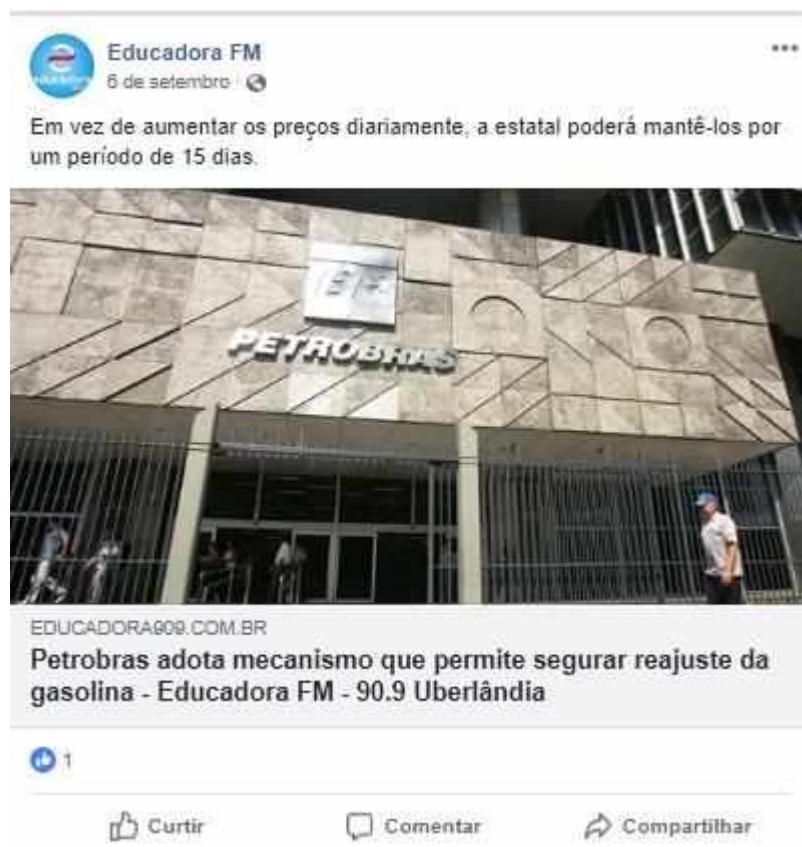 Educadora FM
6 de setembro
Em vez de aumentar os preços diariamente, a estatal poderá mantê-los por
um período de 15 dias.
BR
PETROBRAS
EDUCADORA909.COM.BR
Petrobras adota mecanismo que permite segurar reajuste da
gasolina - Educadora FM - 90.9 Uberlândia
1
Curtir
Comentar
Compartilhar